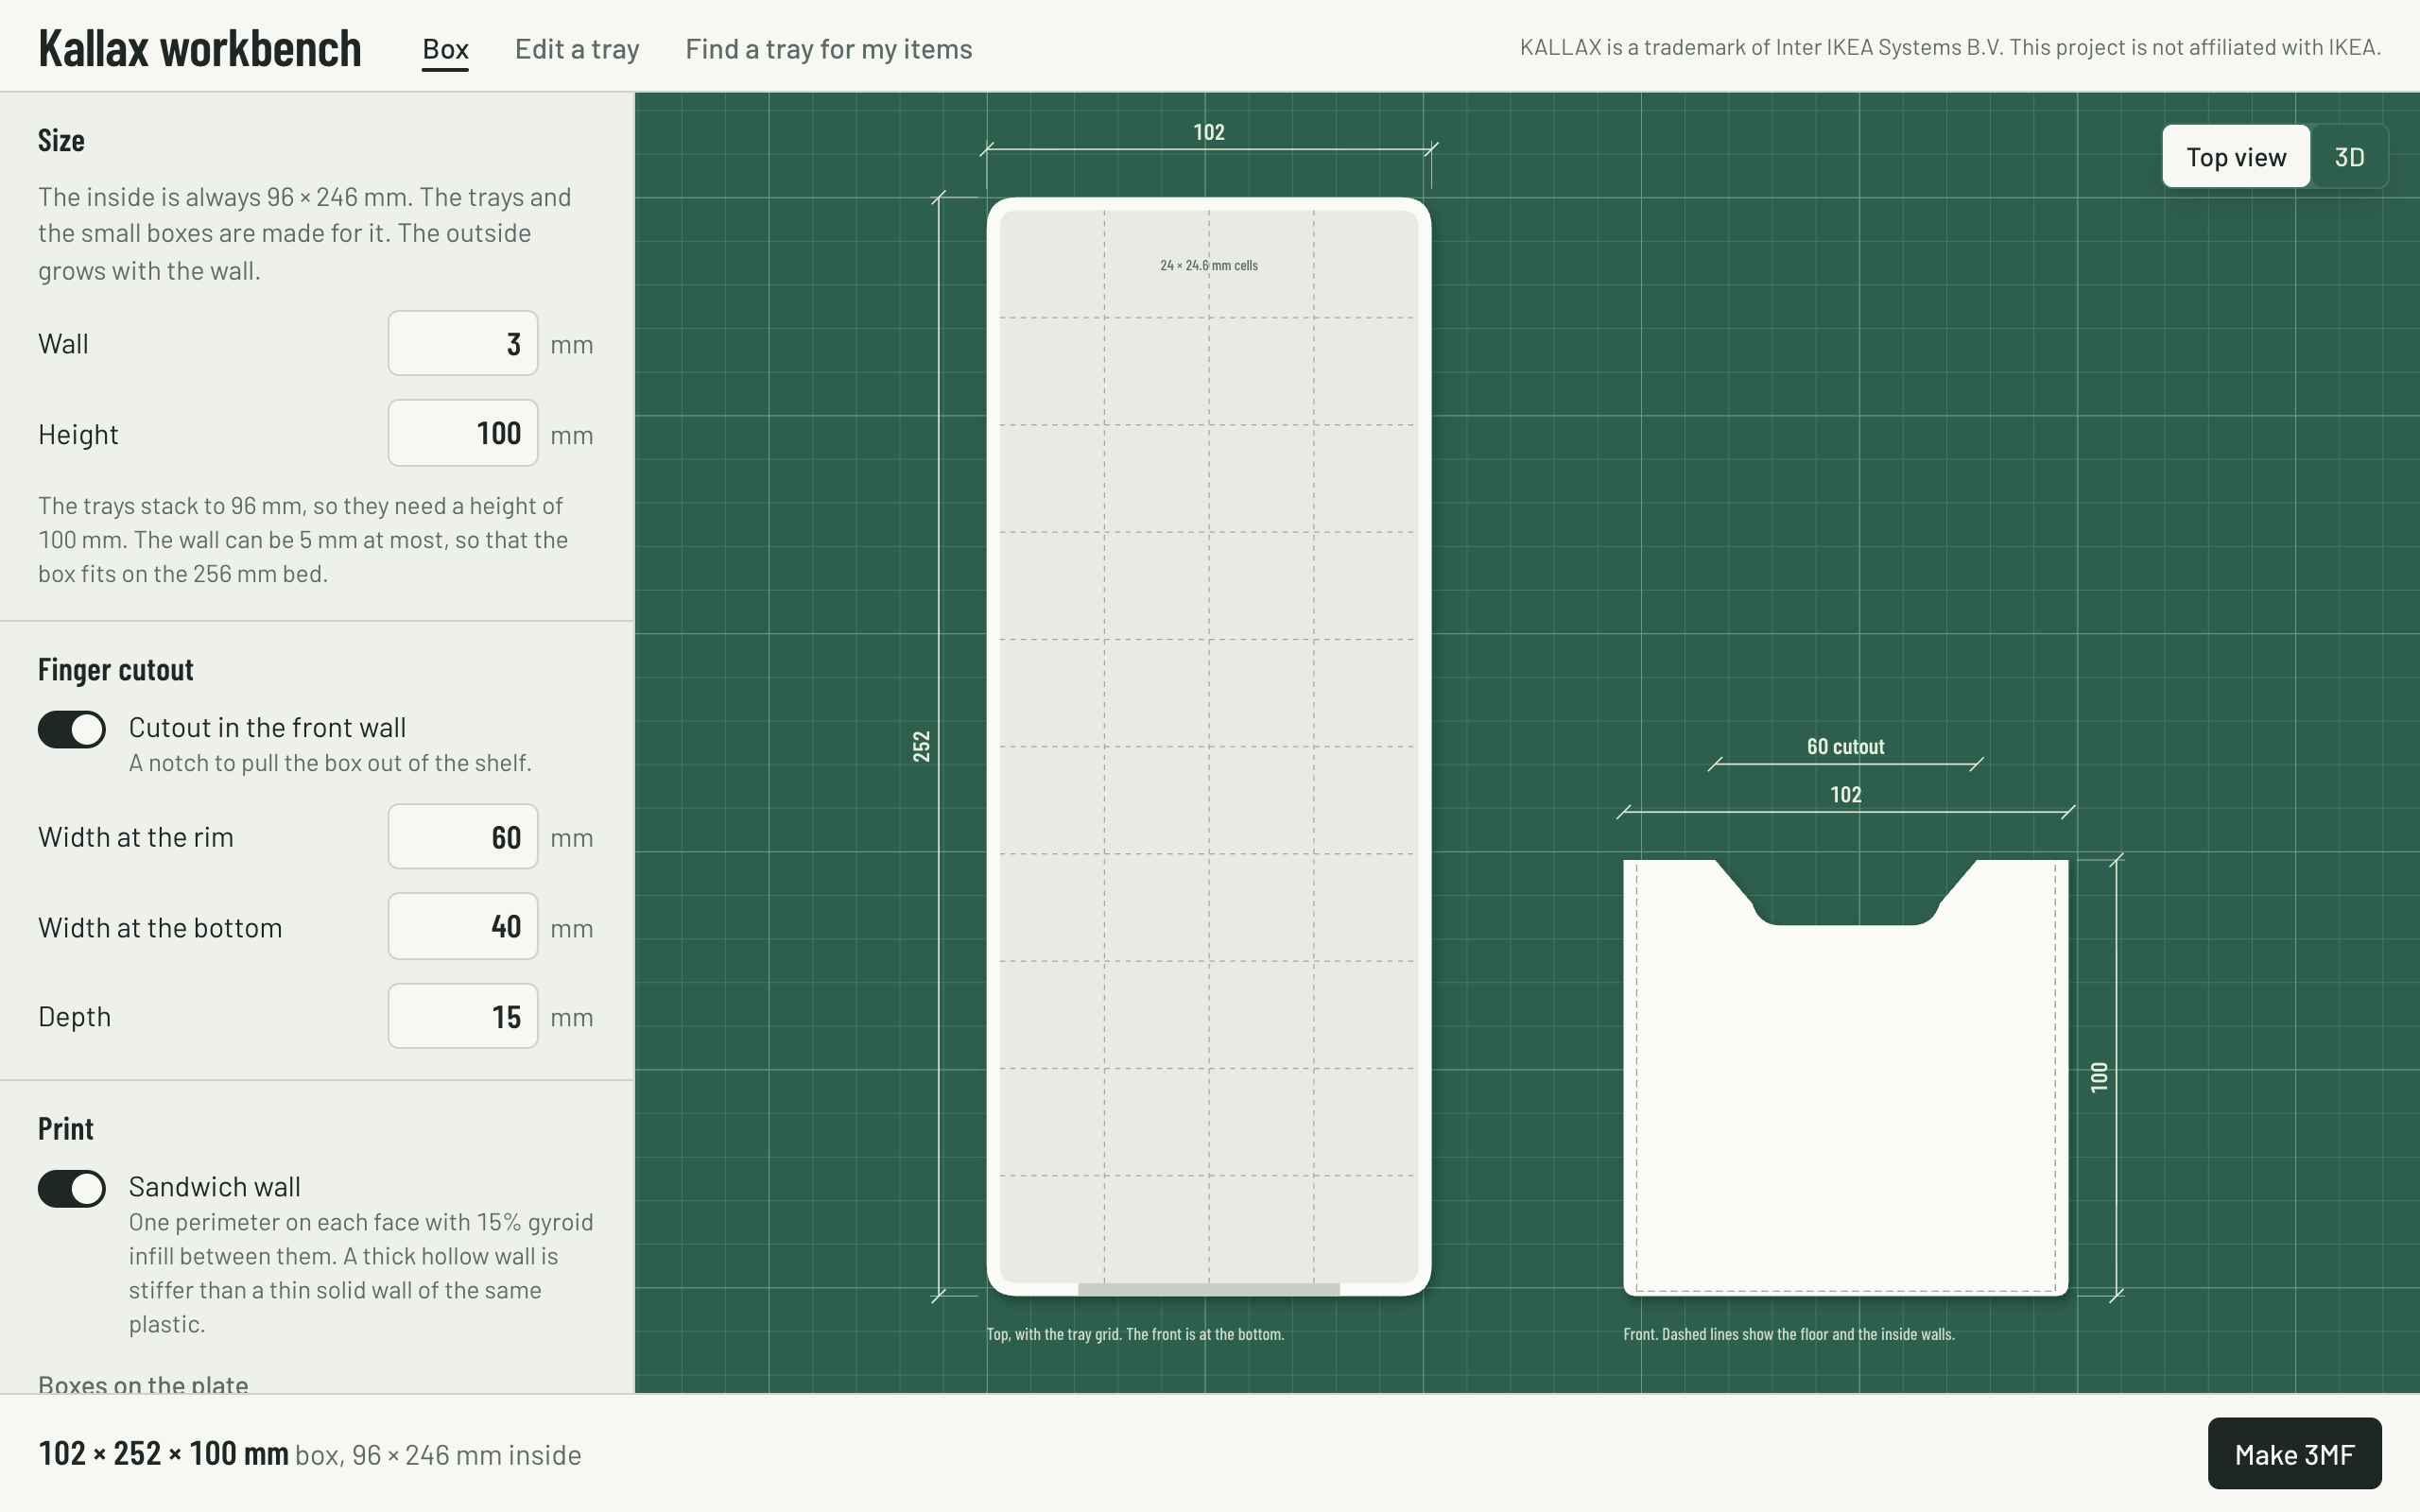 Kallax workbench
Box
Edit a tray
Find a tray for my items
KALLAX is a trademark of Inter IKEA Systems B.V. This project is not affiliated with IKEA.
Size
The inside is always 96 × 246 mm. The trays and
the small boxes are made for it. The outside
grows with the wall.
Wall 3 mm
Height 100 mm
The trays stack to 96 mm, so they need a height of
100 mm. The wall can be 5 mm at most, so that the
box fits on the 256 mm bed.
Finger cutout
Cutout in the front wall
A notch to pull the box out of the shelf.
Width at the rim 60 mm
Width at the bottom 40 mm
Depth 15 mm
Print
Sandwich wall
One perimeter on each face with 15% gyroid
infill between them. A thick hollow wall is
stiffer than a thin solid wall of the same
plastic.
Boxes on the plate
Top view
3D
102
24 × 24.6 mm cells
252
Top, with the tray grid. The front is at the bottom.
60 cutout
102
100
Front. Dashed lines show the floor and the inside walls.
102 × 252 × 100 mm box, 96 × 246 mm inside
Make 3MF